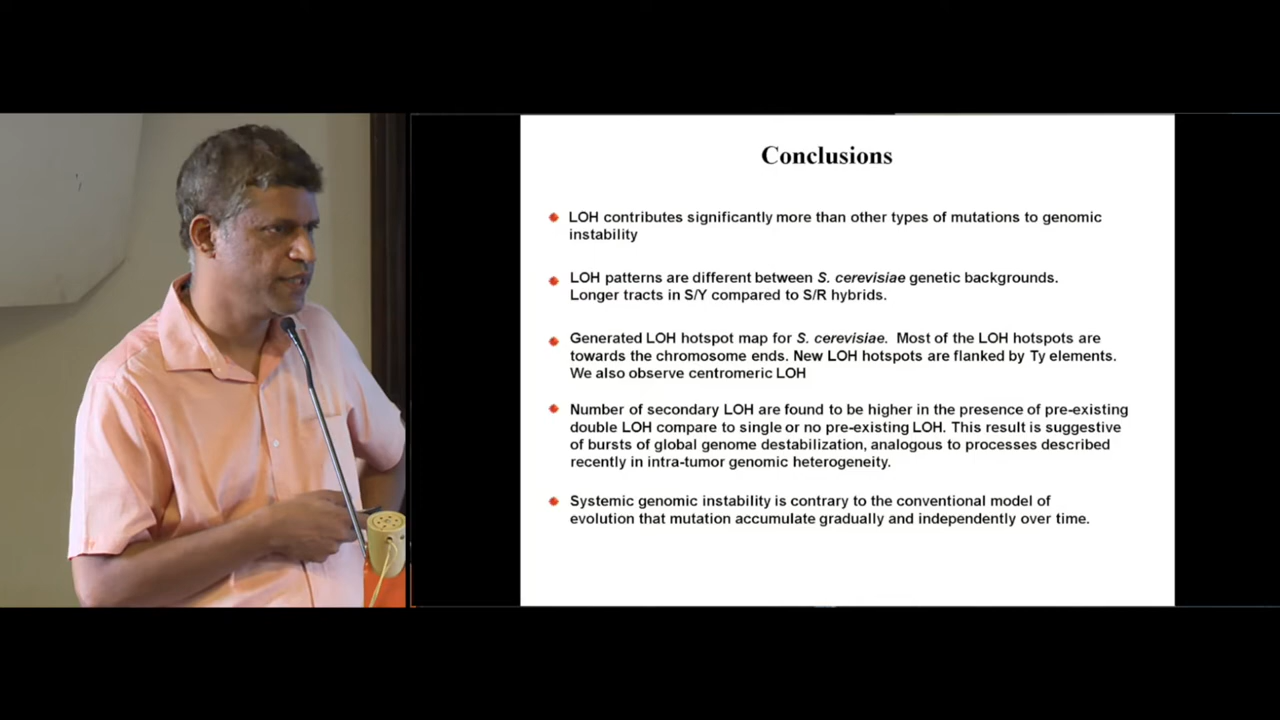 Conclusions
LOH contributes significantly more than other types of mutations to genomic
instability
LOH patterns are different between S. cerevisiae genetic backgrounds.
Longer tracts in S/Y compared to S/R hybrids.
Generated LOH hotspot map for S. cerevisiae. Most of the LOH hotspots are
towards the chromosome ends. New LOH hotspots are flanked by Ty elements.
We also observe centromeric LOH
Number of secondary LOH are found to be higher in the presence of pre-existing
double LOH compare to single or no pre-existing LOH. This result is suggestive
of bursts of global genome destabilization, analogous to processes described
recently in intra-tumor genomic heterogeneity.
Systemic genomic instability is contrary to the conventional model of
evolution that mutation accumulate gradually and independently over time.